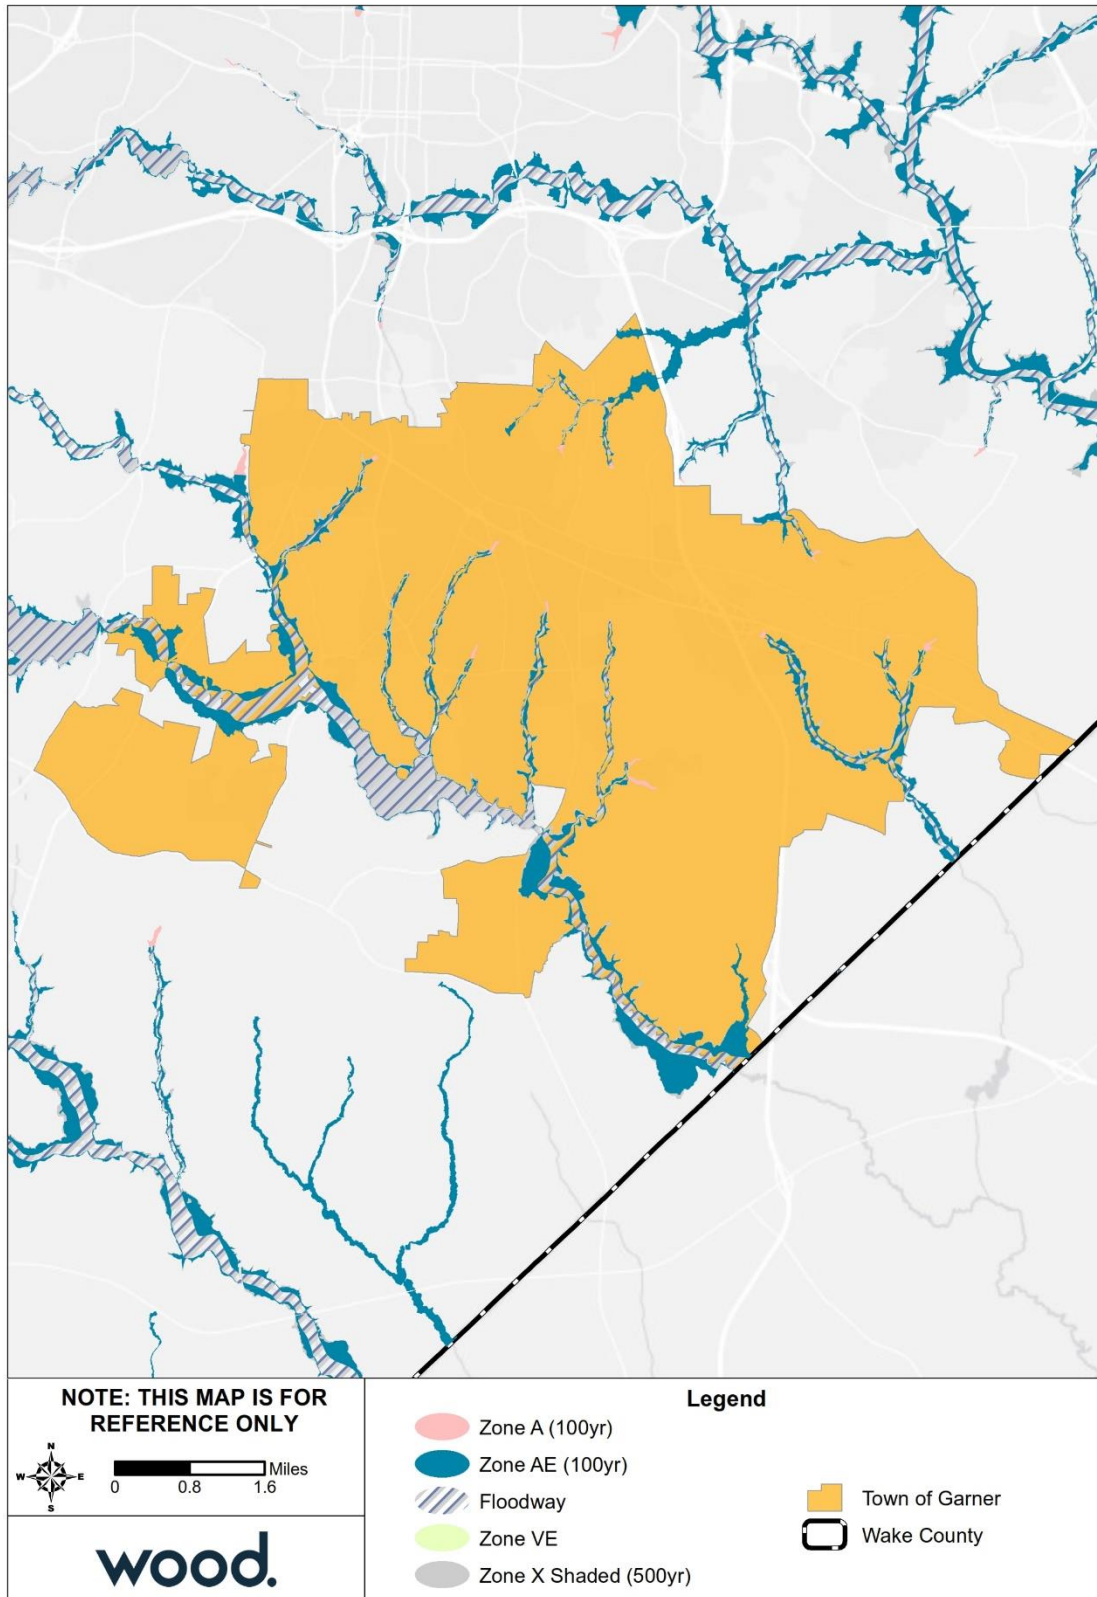 NOTE: THIS MAP IS FOR
REFERENCE ONLY
N
W
E
S
Miles
0 0.8 1.6
wood.
Legend
Zone A (100yr)
Zone AE (100yr)
Floodway
Zone VE
Zone X Shaded (500yr)
Town of Garner
Wake County